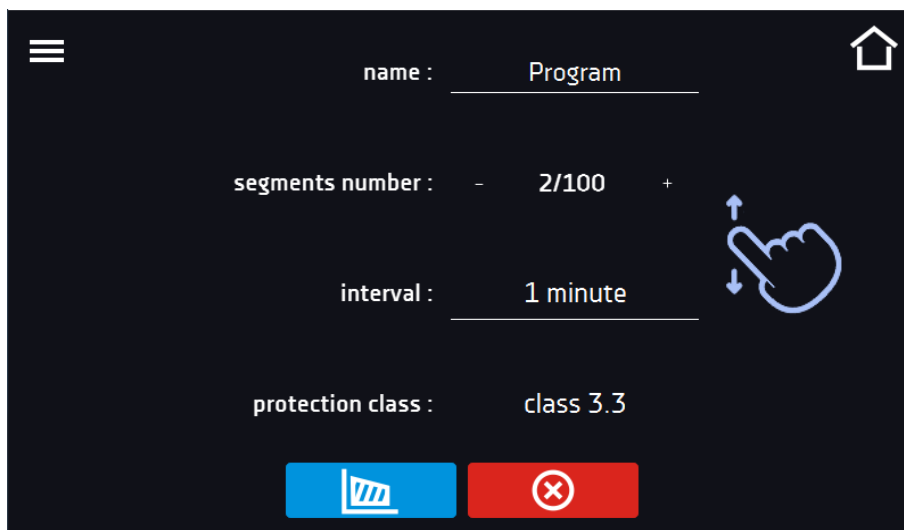 name : Program
segments number : - 2/100 +
interval : 1 minute
protection class : class 3.3